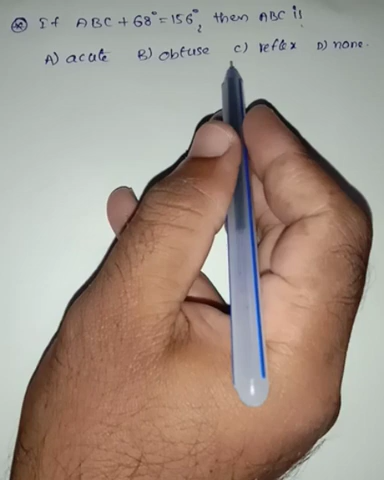 If ABC + 68° = 156°, then ABC is
A) acute B) obtuse C) reflex D) none.